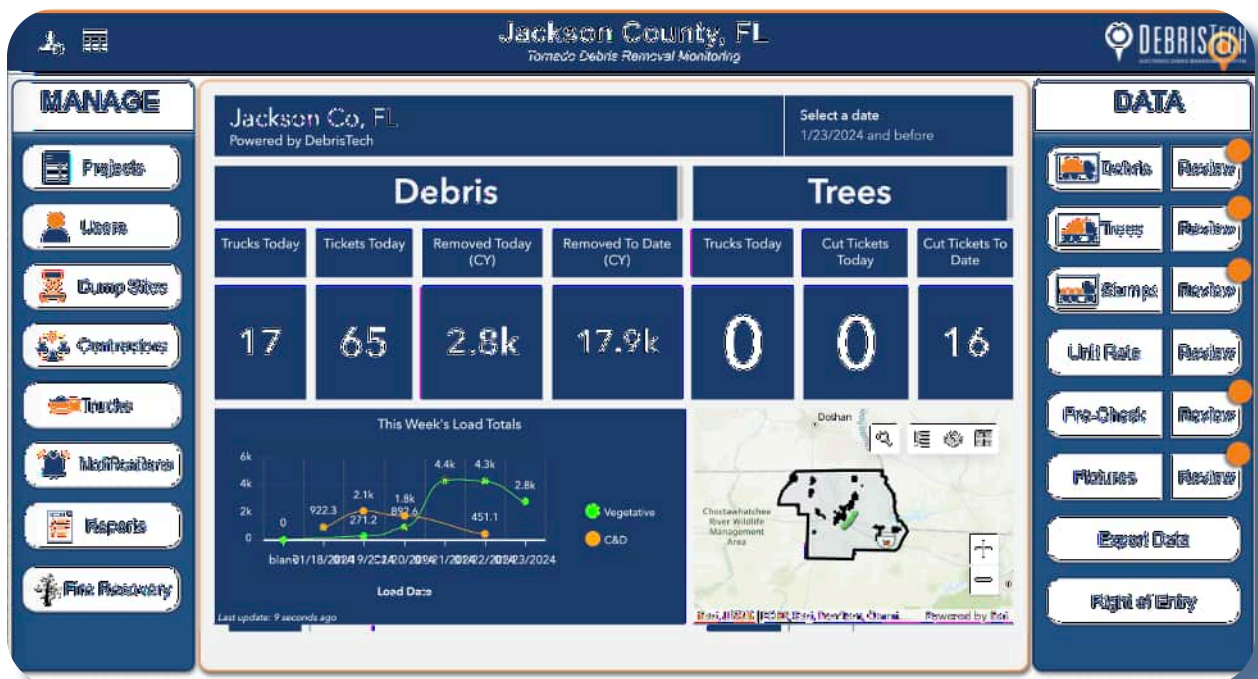 Jackson County, FL
Tornado Debris Removal Monitoring
DEBRISTECH
MANAGE
Projects
Users
Dump Sites
Contractors
Trucks
Notifications
Reports
Fire Recovery
Jackson Co, FL
Powered by DebrisTech
Select a date
1/23/2024 and before
Debris
Trees
Trucks Today
Tickets Today
Removed Today
(CY)
Removed To Date
(CY)
Trucks Today
Cut Tickets
Today
Cut Tickets To
Date
17
65
2.8k
17.9k
0
0
16
This Week's Load Totals
6k
4k
2k
0
0
922.3
2.1k
271.2
1.8k
892.6
4.4k
4.3k
451.1
2.8k
Vegetative
C&D
Load Date
Last update: 9 seconds ago
Dothan
Choctawhatchee
River Wildlife
Management
Area
Powered by Esri
DATA
Debris Review
Trees Review
Stumps Review
Unit Rate Review
Pre-Check Review
Pictures Review
Export Data
Right of Entry